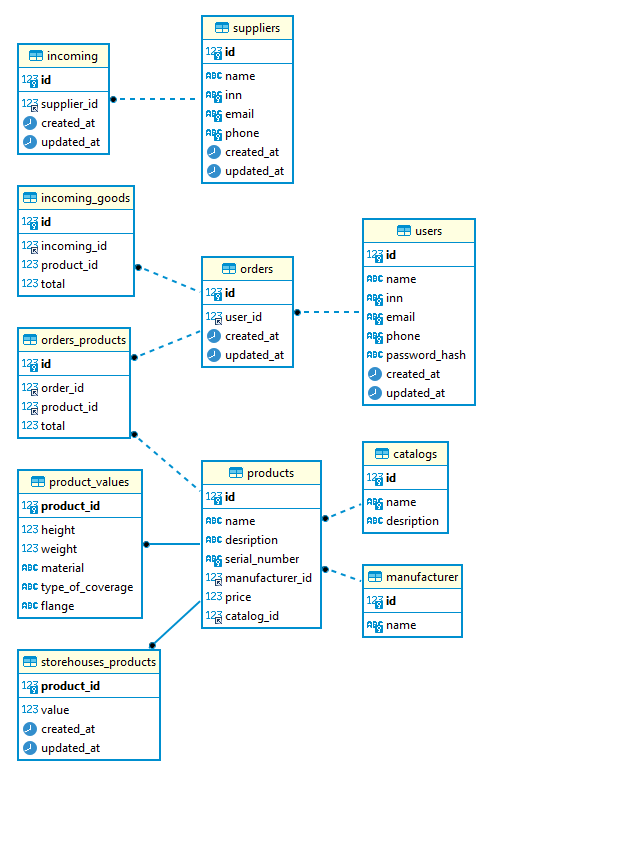 incoming
123 id
123 supplier_id
created_at
updated_at
suppliers
123 id
ABC name
ABC inn
ABC email
ABC phone
created_at
updated_at
incoming_goods
123 id
123 incoming_id
123 product_id
123 total
orders
123 id
123 user_id
created_at
updated_at
users
123 id
ABC name
ABC inn
ABC email
ABC phone
ABC password_hash
created_at
updated_at
orders_products
123 id
123 order_id
123 product_id
123 total
product_values
123 product_id
123 height
123 weight
ABC material
ABC type_of_coverage
ABC flange
products
123 id
ABC name
ABC desription
ABC serial_number
123 manufacturer_id
123 price
123 catalog_id
catalogs
123 id
ABC name
ABC desription
manufacturer
123 id
ABC name
storehouses_products
123 product_id
123 value
created_at
updated_at